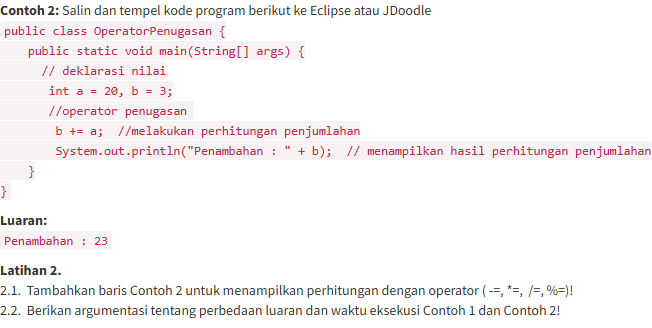 Contoh 2: Salin dan tempel kode program berikut ke Eclipse atau JDoodle
public class OperatorPenugasan {
public static void main(String[] args) {
// deklarasi nilai
int a = 20, b = 3;
//operator penugasan
b += a;  //melakukan perhitungan penjumlahan
System.out.println("Penambahan : " + b);  // menampilkan hasil perhitungan penjumlahan
}
}
Luaran:
Penambahan : 23
Latihan 2.
2.1. Tambahkan baris Contoh 2 untuk menampilkan perhitungan dengan operator ( -=, *=, /=, %=)!
2.2. Berikan argumentasi tentang perbedaan luaran dan waktu eksekusi Contoh 1 dan Contoh 2!